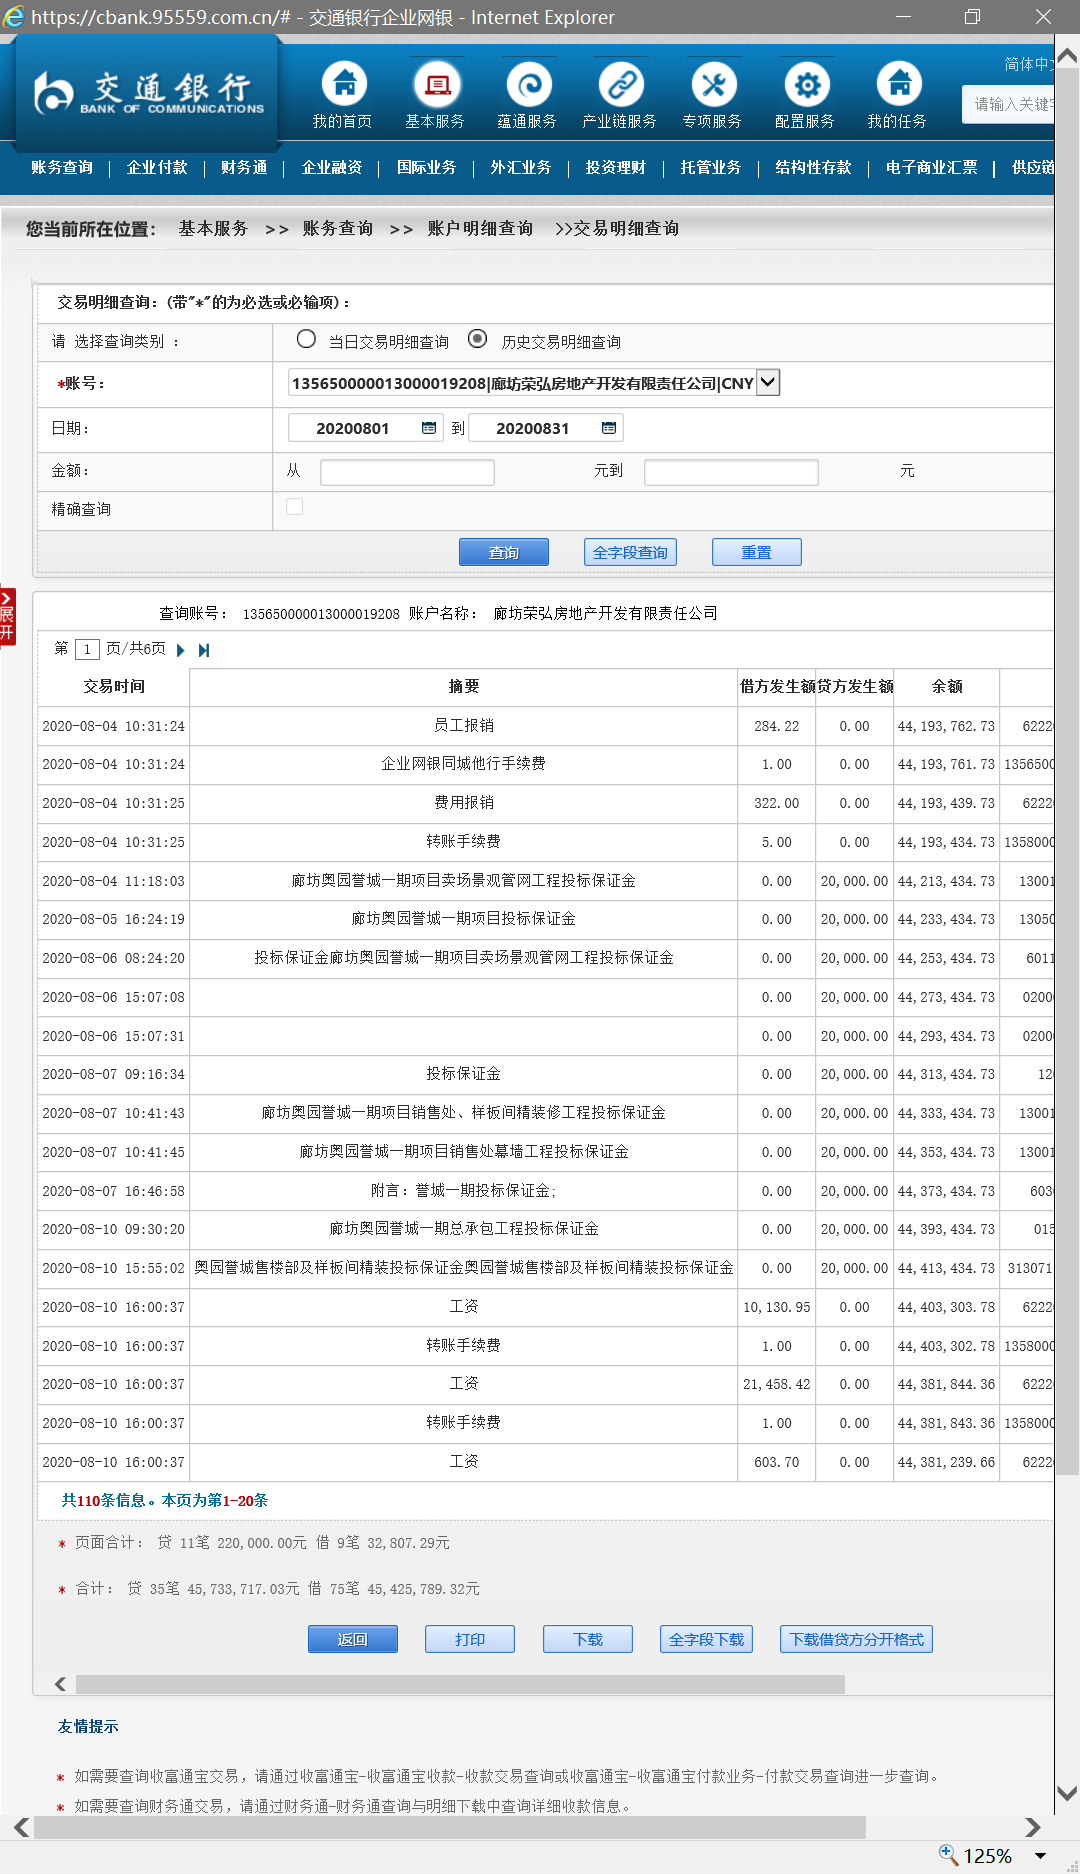 https://cbank.95559.com.cn/# - 交通银行企业网银 - Internet Explorer
简体中
交通银行
BANK OF COMMUNICATIONS
我的首页 基本服务 蕴通服务 产业链服务 专项服务 配置服务 我的任务
请输入关键字
账务查询 | 企业付款 | 财务通 | 企业融资 | 国际业务 | 外汇业务 | 投资理财 | 托管业务 | 结构性存款 | 电子商业汇票 | 供应链
您当前所在位置： 基本服务 >> 账务查询 >> 账户明细查询 >>交易明细查询
交易明细查询：(带"*"的为必选或必输项)：
请 选择查询类别 ： 当日交易明细查询 历史交易明细查询
*账号： 135650000013000019208|廊坊荣弘房地产开发有限责任公司|CNY
日期： 20200801 到 20200831
金额： 从 元到 元
精确查询
查询 全字段查询 重置
展开
查询账号： 135650000013000019208 账户名称： 廊坊荣弘房地产开发有限责任公司
第 1 页/共6页
交易时间 摘要 借方发生额 贷方发生额 余额
2020-08-04 10:31:24 员工报销 284.22 0.00 44,193,762.73 6222
2020-08-04 10:31:24 企业网银同城他行手续费 1.00 0.00 44,193,761.73 1356500
2020-08-04 10:31:25 费用报销 322.00 0.00 44,193,439.73 6222
2020-08-04 10:31:25 转账手续费 5.00 0.00 44,193,434.73 1358000
2020-08-04 11:18:03 廊坊奥园誉城一期项目卖场景观管网工程投标保证金 0.00 20,000.00 44,213,434.73 13001
2020-08-05 16:24:19 廊坊奥园誉城一期项目投标保证金 0.00 20,000.00 44,233,434.73 13050
2020-08-06 08:24:20 投标保证金廊坊奥园誉城一期项目卖场景观管网工程投标保证金 0.00 20,000.00 44,253,434.73 6011
2020-08-06 15:07:08 0.00 20,000.00 44,273,434.73 0200
2020-08-06 15:07:31 0.00 20,000.00 44,293,434.73 0200
2020-08-07 09:16:34 投标保证金 0.00 20,000.00 44,313,434.73 12
2020-08-07 10:41:43 廊坊奥园誉城一期项目销售处、样板间精装修工程投标保证金 0.00 20,000.00 44,333,434.73 13001
2020-08-07 10:41:45 廊坊奥园誉城一期项目销售处幕墙工程投标保证金 0.00 20,000.00 44,353,434.73 13001
2020-08-07 16:46:58 附言：誉城一期投标保证金; 0.00 20,000.00 44,373,434.73 603
2020-08-10 09:30:20 廊坊奥园誉城一期总承包工程投标保证金 0.00 20,000.00 44,393,434.73 015
2020-08-10 15:55:02 奥园誉城售楼部及样板间精装投标保证金奥园誉城售楼部及样板间精装投标保证金 0.00 20,000.00 44,413,434.73 313071
2020-08-10 16:00:37 工资 10,130.95 0.00 44,403,303.78 6222
2020-08-10 16:00:37 转账手续费 1.00 0.00 44,403,302.78 1358000
2020-08-10 16:00:37 工资 21,458.42 0.00 44,381,844.36 6222
2020-08-10 16:00:37 转账手续费 1.00 0.00 44,381,843.36 1358000
2020-08-10 16:00:37 工资 603.70 0.00 44,381,239.66 6222
共110条信息。本页为第1-20条
* 页面合计： 贷 11笔 220,000.00元 借 9笔 32,807.29元
* 合计： 贷 35笔 45,733,717.03元 借 75笔 45,425,789.32元
返回 打印 下载 全字段下载 下载借贷方分开格式
友情提示
* 如需要查询收富通宝交易，请通过收富通宝-收富通宝收款-收款交易查询或收富通宝-收富通宝付款业务-付款交易查询进一步查询。
* 如需要查询财务通交易，请通过财务通-财务通查询与明细下载中查询详细收款信息。
125%